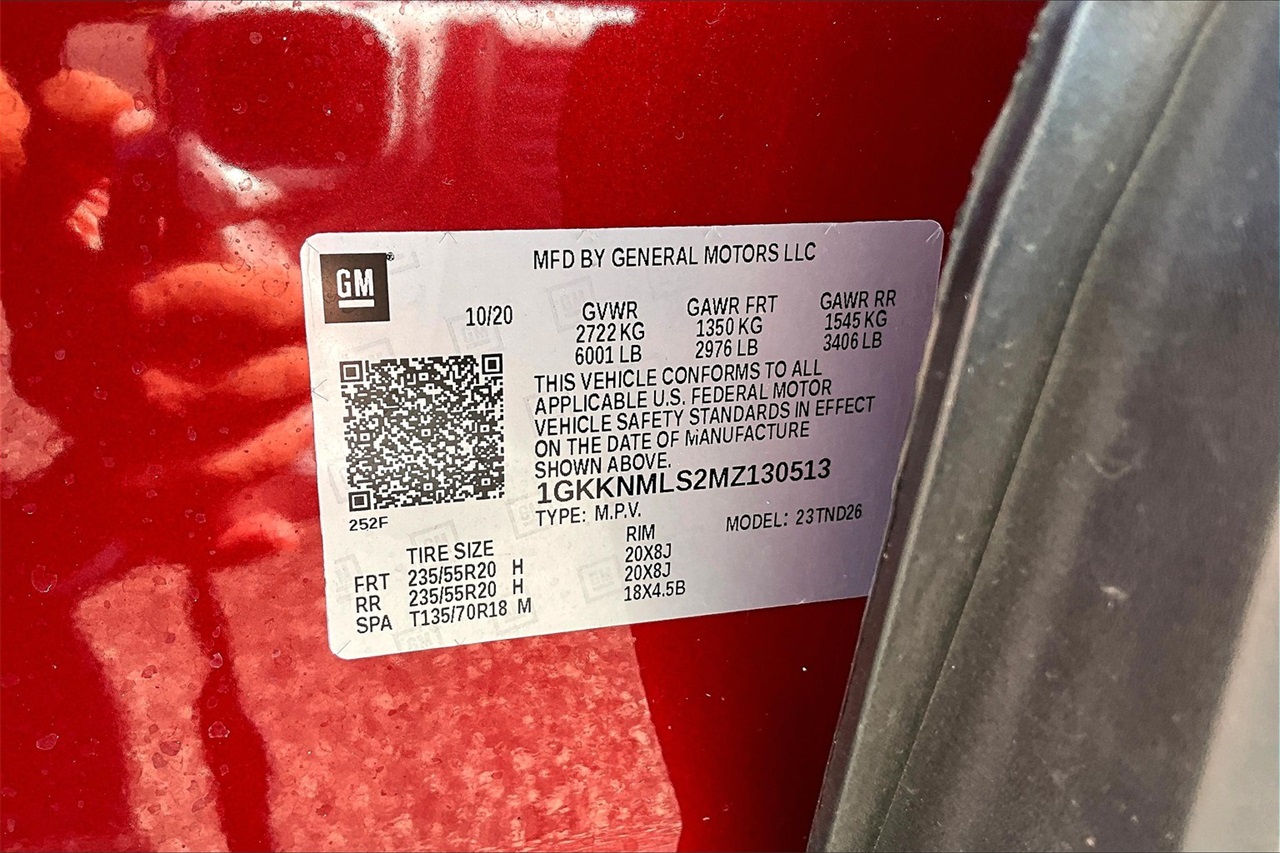 MFD BY GENERAL MOTORS LLC
GM
10/20
GVWR GAWR FRT GAWR RR
2722 KG 1350 KG 1545 KG
6001 LB 2976 LB 3406 LB
THIS VEHICLE CONFORMS TO ALL
APPLICABLE U.S. FEDERAL MOTOR
VEHICLE SAFETY STANDARDS IN EFFECT
ON THE DATE OF MANUFACTURE
SHOWN ABOVE.
1GKKNMLS2MZ130513
TYPE: M.P.V. MODEL: 23TND26
252F
TIRE SIZE RIM
FRT 235/55R20 H 20X8J
RR 235/55R20 H 20X8J
SPA T135/70R18 M 18X4.5B